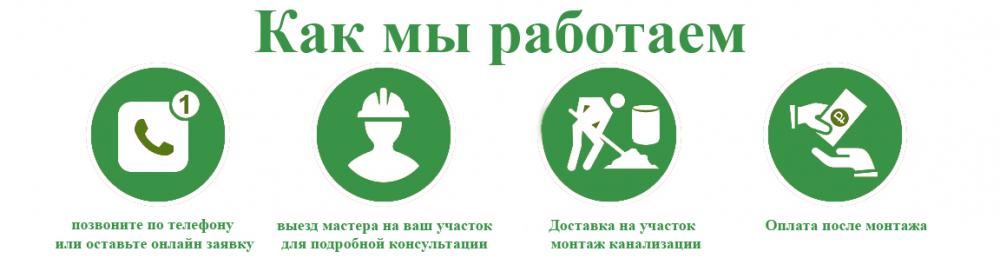 Как мы работаем
1
₽
позвоните по телефону
или оставьте онлайн заявку
выезд мастера на ваш участок
для подробной консультации
Доставка на участок
монтаж канализации
Оплата после монтажа